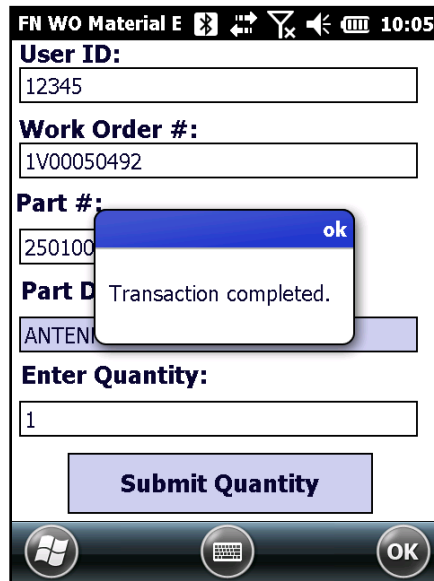 FN WO Material E 10:05
User ID:
12345
Work Order #:
1V00050492
Part #:
ok
250100
Part D
Transaction completed.
ANTEN
Enter Quantity:
1
Submit Quantity
OK